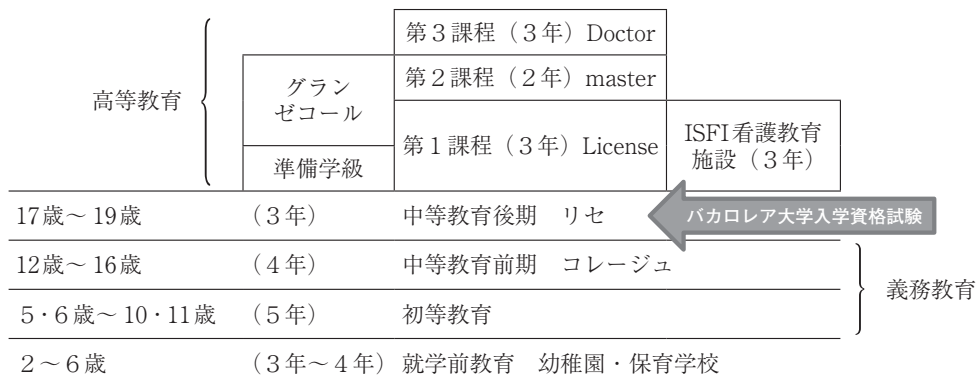 第３課程（３年）Doctor
第２課程（２年）master
高等教育
グラン
ゼコール
第１課程（３年）License
準備学級
ISFI看護教育
施設（３年）
17歳～19歳　（３年）　中等教育後期　リセ
バカロレア大学入学資格試験
12歳～16歳　（４年）　中等教育前期　コレージュ
義務教育
５・６歳～10・11歳　（５年）　初等教育
２～６歳　（３年～４年）　就学前教育　幼稚園・保育学校